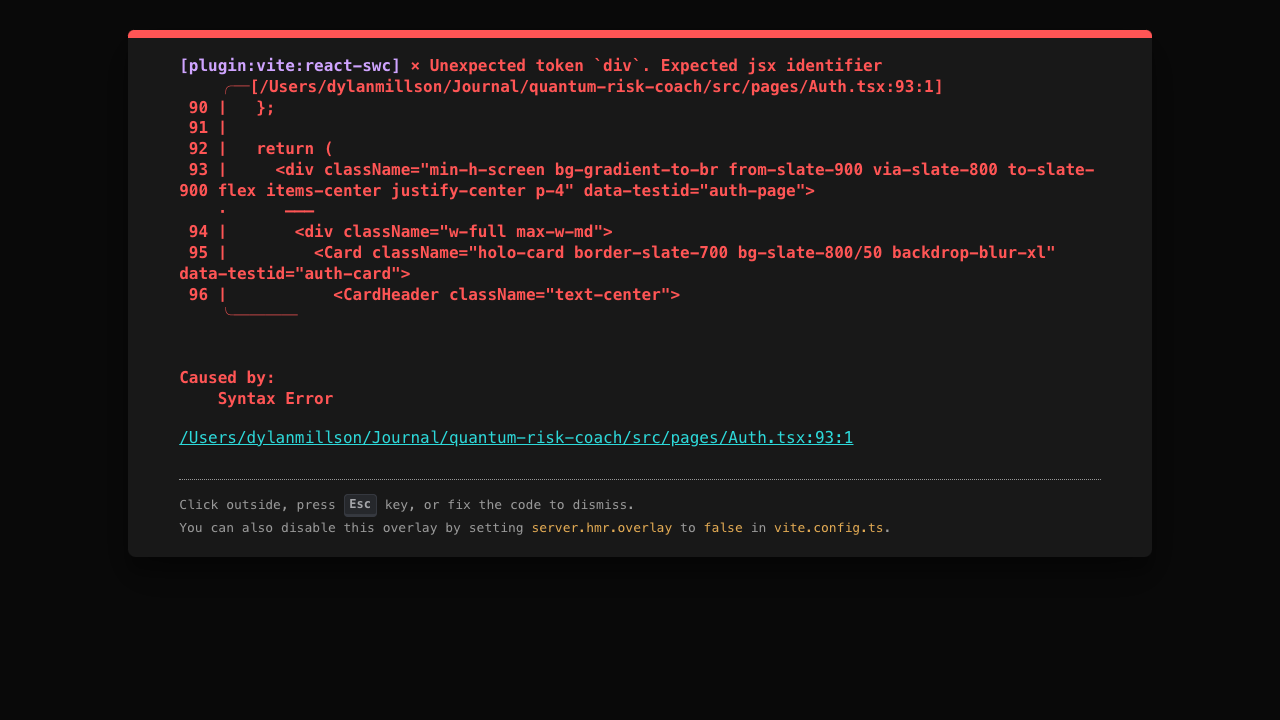 [plugin:vite:react-swc] × Unexpected token `div`. Expected jsx identifier
╭──[/Users/dylanmillson/Journal/quantum-risk-coach/src/pages/Auth.tsx:93:1]
90 |   };
91 |
92 |   return (
93 |     <div className="min-h-screen bg-gradient-to-br from-slate-900 via-slate-800 to-slate-
900 flex items-center justify-center p-4" data-testid="auth-page">
·      ───
94 |       <div className="w-full max-w-md">
95 |         <Card className="holo-card border-slate-700 bg-slate-800/50 backdrop-blur-xl"
data-testid="auth-card">
96 |           <CardHeader className="text-center">
╰───────
Caused by:
Syntax Error
/Users/dylanmillson/Journal/quantum-risk-coach/src/pages/Auth.tsx:93:1
Click outside, press Esc key, or fix the code to dismiss.
You can also disable this overlay by setting server.hmr.overlay to false in vite.config.ts.